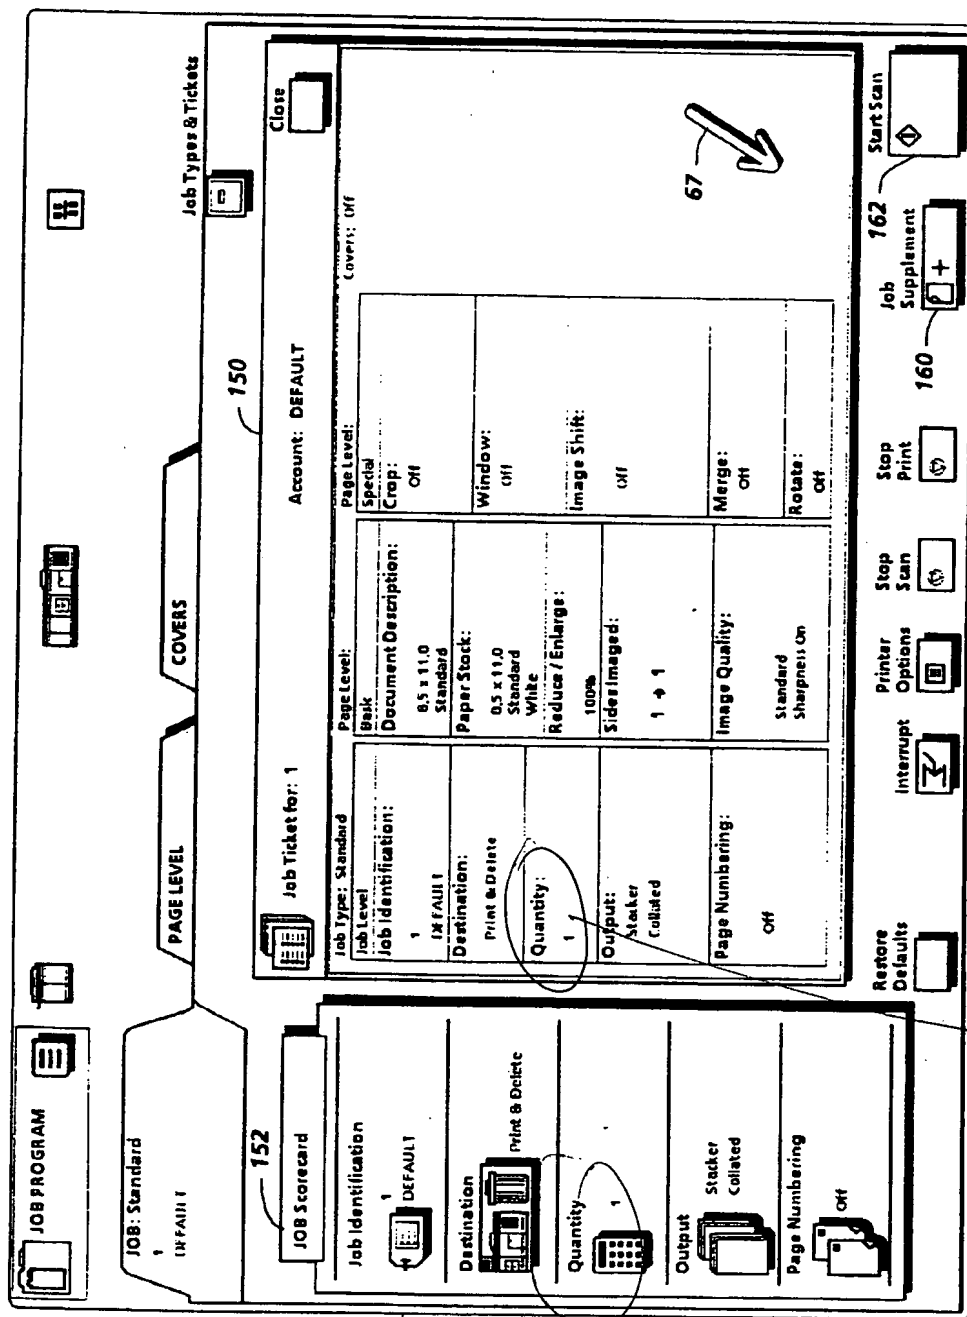 JOB PROGRAM
JOB: Standard
1
DEFAULT
PAGE LEVEL
COVERS
Job Types & Tickets
152
150
JOB Scorecard
Job Identification
1
DEFAULT
Destination
Print & Delete
Quantity
1
Output
Stacker
Collated
Page Numbering
Off
Job Ticket for: 1
Account: DEFAULT
Close
Job Type: Standard
Job Level
Job Identification:
1
DEFAULT
Destination:
Print & Delete
Quantity:
1
Output:
Stacker
Collated
Page Numbering:
Off
Page Level:
Basic
Document Description:
8.5 x 11.0
Standard
Paper Stock:
8.5 x 11.0
Standard
White
Reduce / Enlarge:
100%
Sides Imaged:
1 → 1
Image Quality:
Standard
Sharpness On
Page Level:
Special
Crop:
Off
Window:
Off
Image Shift:
Off
Merge:
Off
Rotate:
Off
Covers: Off
67
Restore
Defaults
Interrupt
Printer
Options
Stop
Scan
Stop
Print
Job
Supplement
160
Start Scan
162